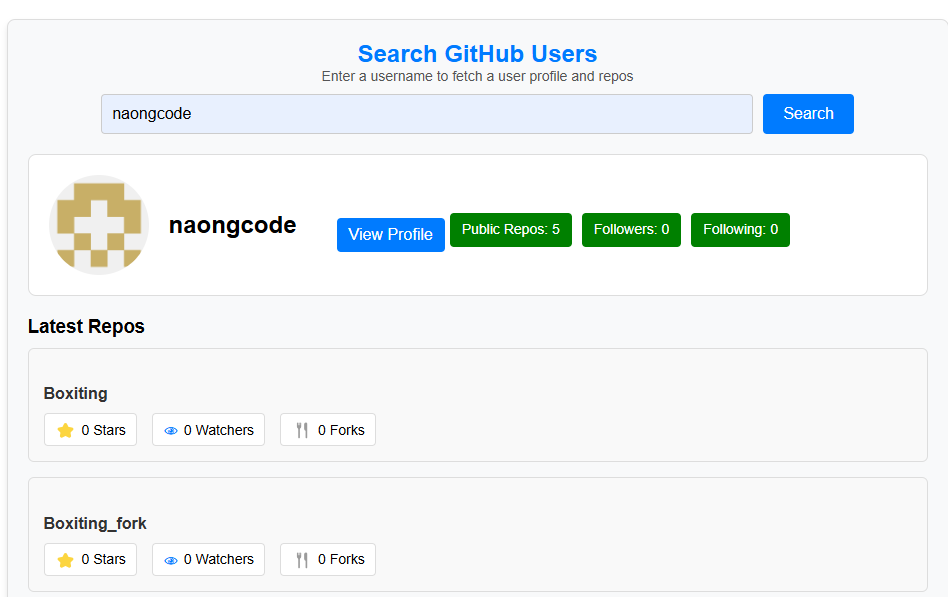 Search GitHub Users
Enter a username to fetch a user profile and repos
naongcode Search
naongcode View Profile Public Repos: 5 Followers: 0 Following: 0
Latest Repos
Boxiting
0 Stars 0 Watchers 0 Forks
Boxiting_fork
0 Stars 0 Watchers 0 Forks